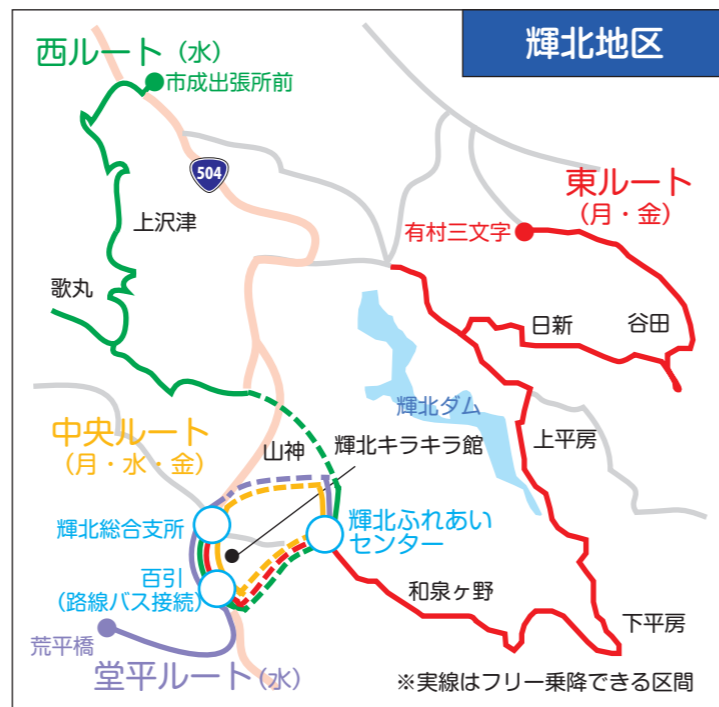 輝北地区
西ルート(水)
市成出張所前
504
東ルート
(月・金)
有村三文字
上沢津
歌丸
日新
谷田
輝北ダム
上平房
中央ルート
(月・水・金)
山神
輝北キラキラ館
輝北総合支所
輝北ふれあい
センター
百引
(路線バス接続)
和泉ヶ野
下平房
荒平橋
堂平ルート(水)
※実線はフリー乗降できる区間